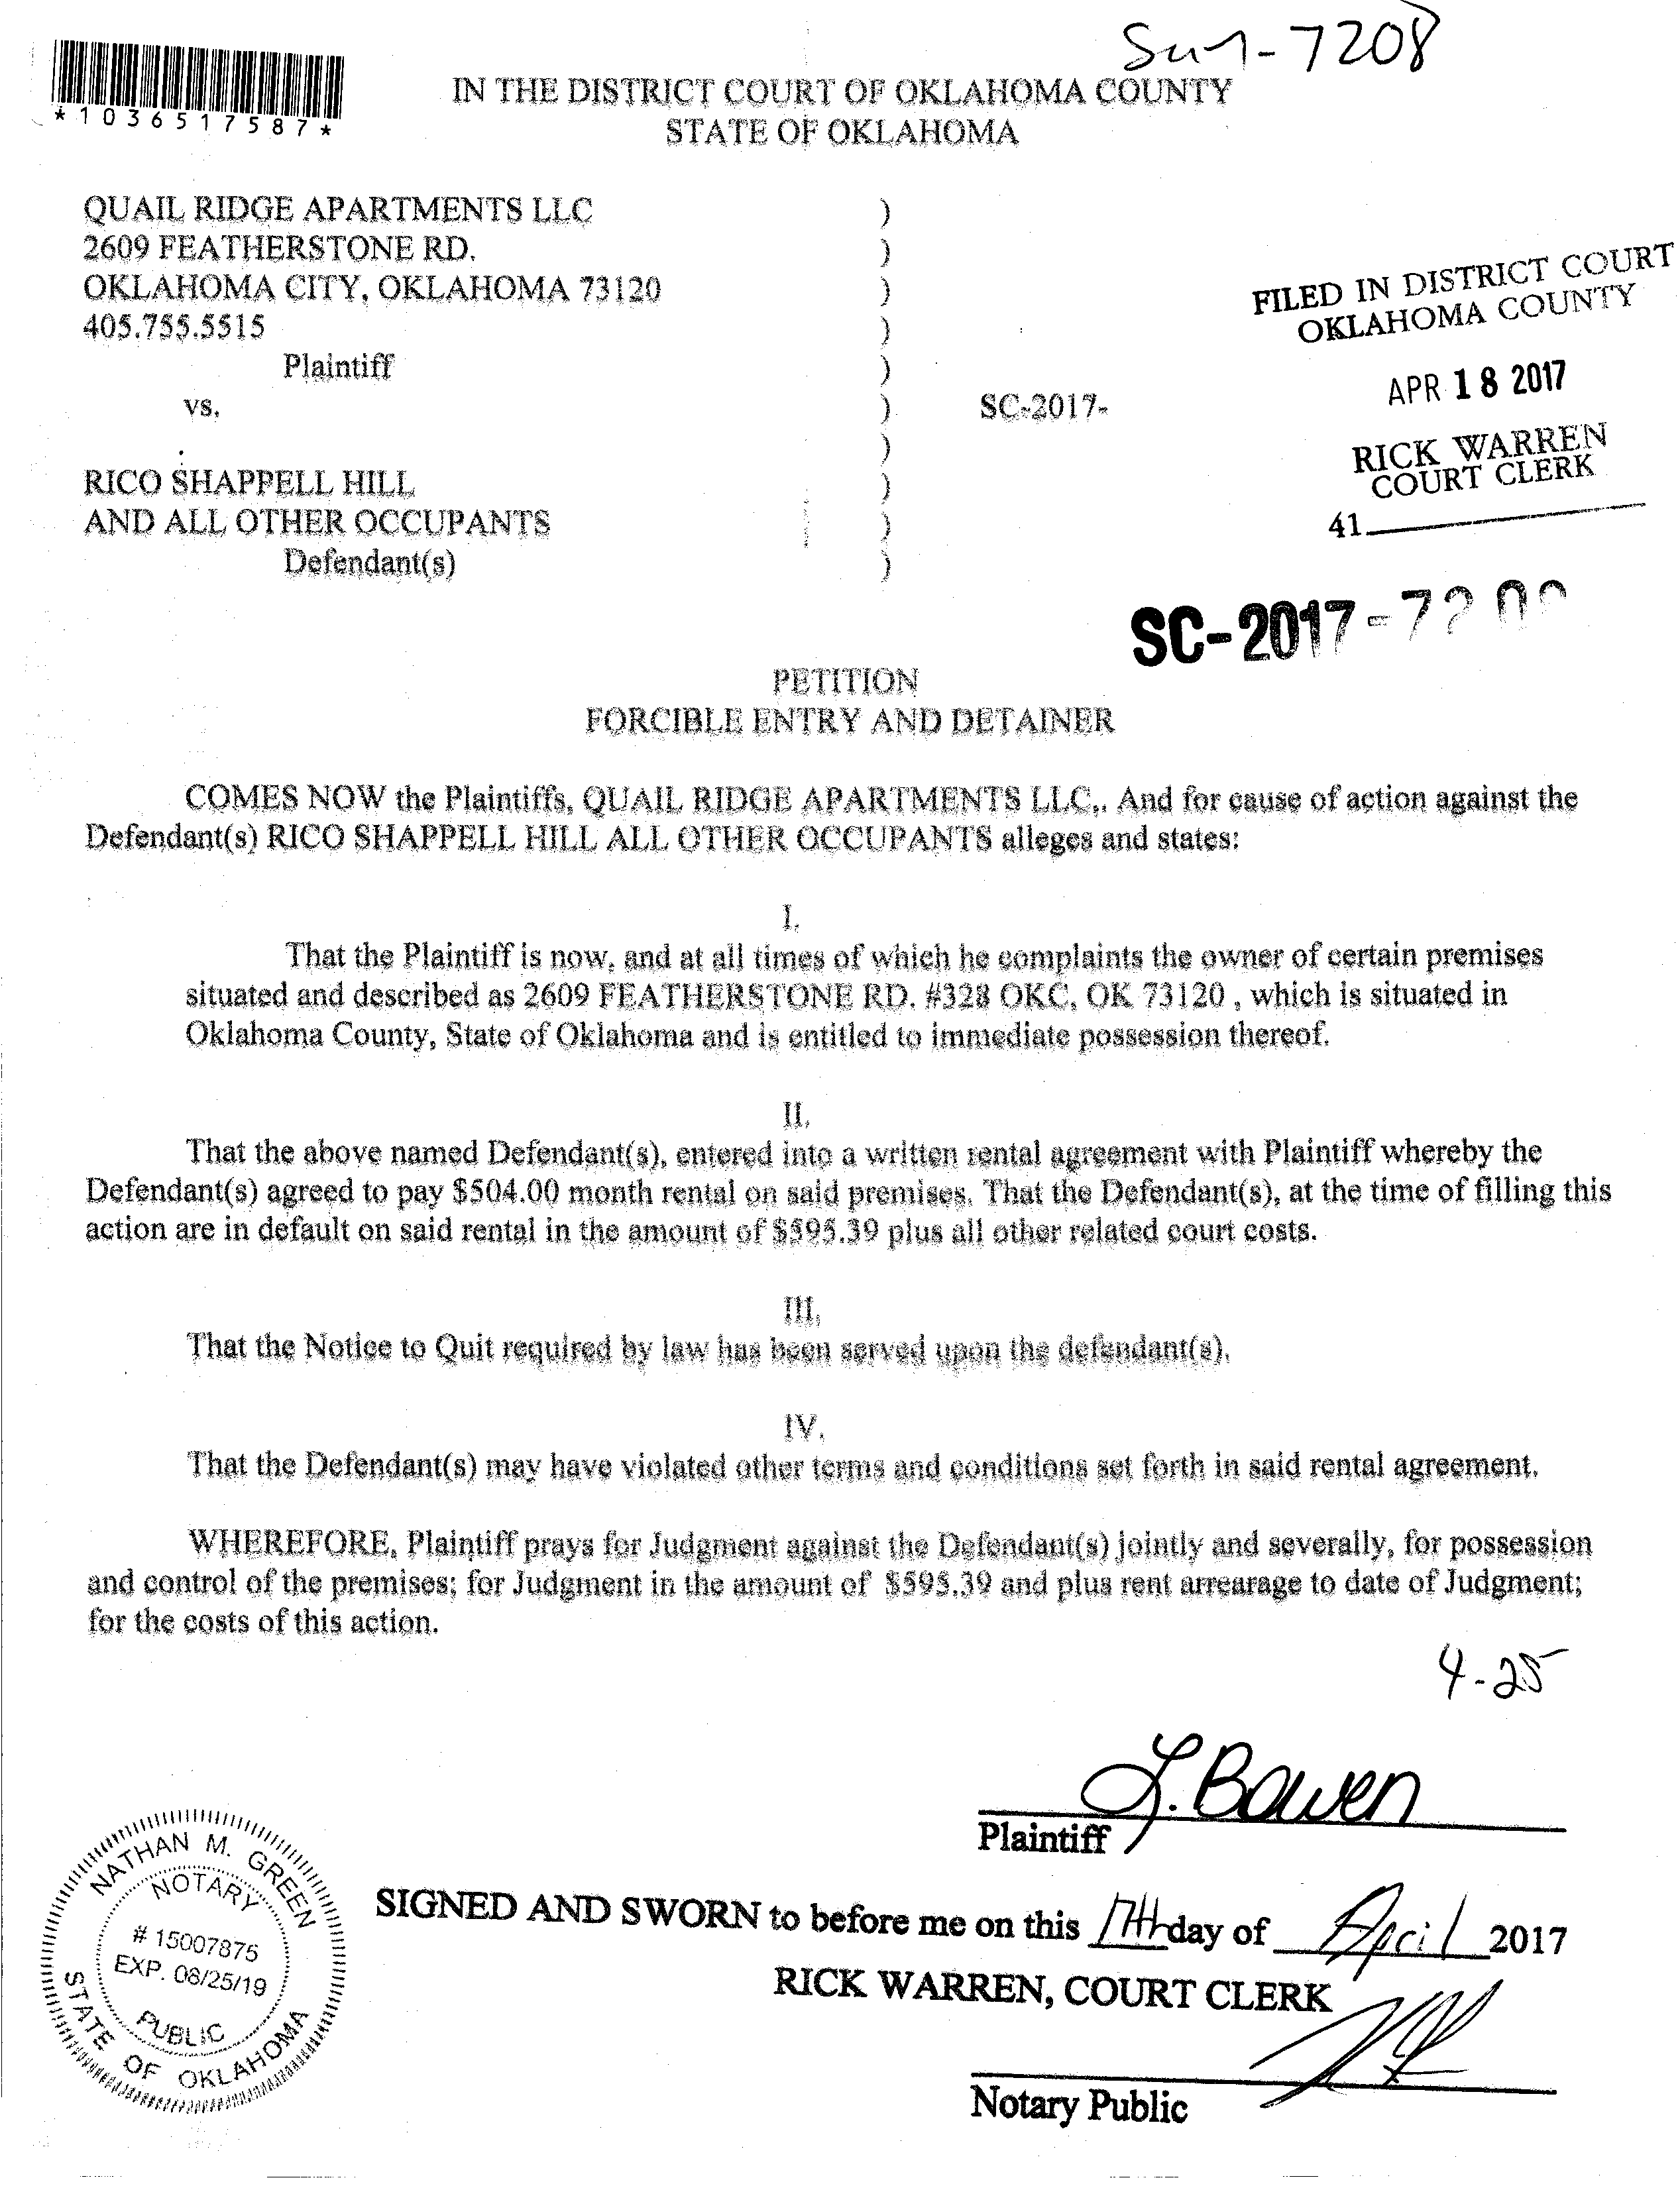 7208
*1036517587*
IN THE DISTRICT COURT OF OKLAHOMA COUNTY
STATE OF OKLAHOMA
QUAIL RIDGE APARTMENTS LLC )
2609 FEATHERSTONE RD. )
OKLAHOMA CITY, OKLAHOMA 73120 )
405.755.5515 )
Plaintiff )
vs. ) SC-2017-
)
RICO SHAPPELL HILL )
AND ALL OTHER OCCUPANTS )
Defendant(s) )
FILED IN DISTRICT COURT
OKLAHOMA COUNTY
APR 18 2017
RICK WARREN
COURT CLERK
41
SC-2017-
PETITION
FORCIBLE ENTRY AND DETAINER
COMES NOW the Plaintiffs, QUAIL RIDGE APARTMENTS LLC,. And for cause of action against the
Defendant(s) RICO SHAPPELL HILL ALL OTHER OCCUPANTS alleges and states:
I.
That the Plaintiff is now, and at all times of which he complaints the owner of certain premises
situated and described as 2609 FEATHERSTONE RD. #328 OKC, OK 73120 , which is situated in
Oklahoma County, State of Oklahoma and is entitled to immediate possession thereof.
II.
That the above named Defendant(s), entered into a written rental agreement with Plaintiff whereby the
Defendant(s) agreed to pay $504.00 month rental on said premises. That the Defendant(s), at the time of filling this
action are in default on said rental in the amount of $595.39 plus all other related court costs.
III.
That the Notice to Quit required by law has been served upon the defendant(s).
IV.
That the Defendant(s) may have violated other terms and conditions set forth in said rental agreement.
WHEREFORE, Plaintiff prays for Judgment against the Defendant(s) jointly and severally, for possession
and control of the premises; for Judgment in the amount of $595.39 and plus rent arrearage to date of Judgment;
for the costs of this action.
4-25
L. Bowen
Plaintiff
NATHAN M. GREEN
NOTARY
# 15007875
EXP. 08/25/19
PUBLIC
STATE OF OKLAHOMA
SIGNED AND SWORN to before me on this 17th day of April 2017
RICK WARREN, COURT CLERK
Notary Public